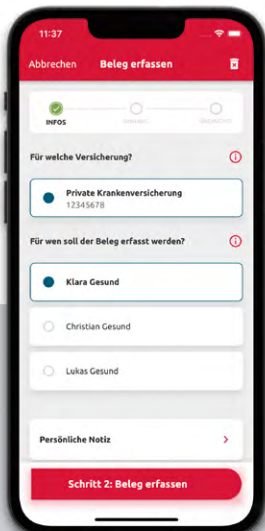 11:37
Abbrechen Beleg erfassen
INFOS
Für welche Versicherung?
Private Krankenversicherung
12345678
Für wen soll der Beleg erfasst werden?
Klara Gesund
Christian Gesund
Lukas Gesund
Persönliche Notiz
Schritt 2: Beleg erfassen